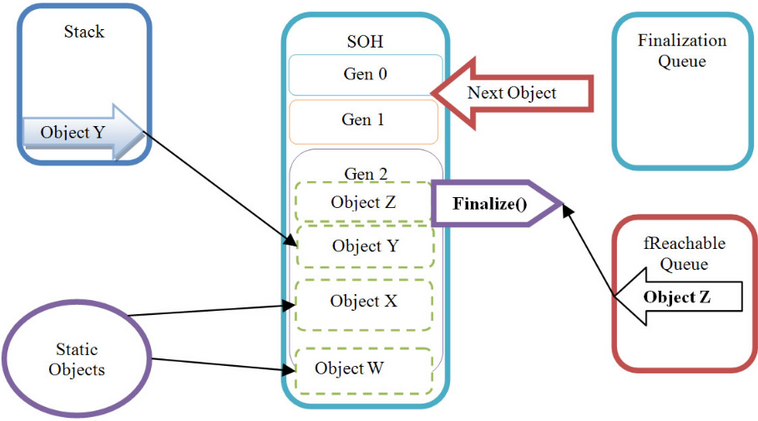 Stack
Object Y
Static
Objects
SOH
Gen 0
Gen 1
Gen 2
Object Z
Object Y
Object X
Object W
Next Object
Finalize()
Finalization
Queue
fReachable
Queue
Object Z